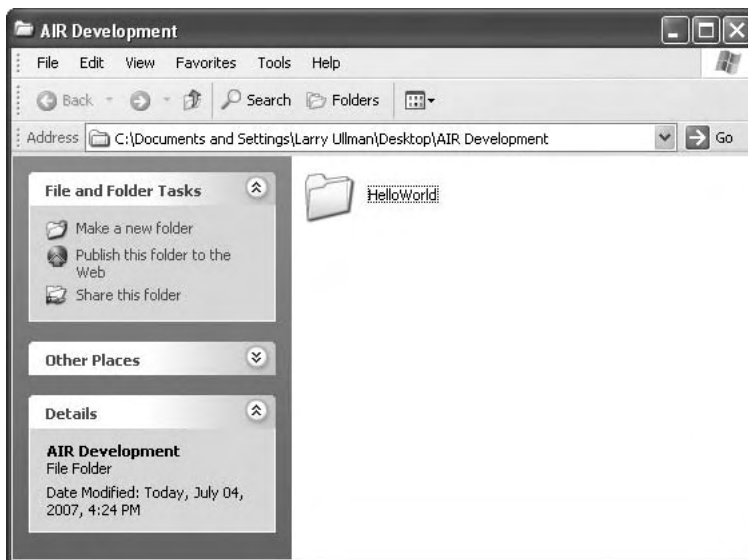 AIR Development
File Edit View Favorites Tools Help
Back Search Folders
Address C:\Documents and Settings\Larry Ullman\Desktop\AIR Development Go
File and Folder Tasks
Make a new folder
Publish this folder to the
Web
Share this folder
Other Places
Details
AIR Development
File Folder
Date Modified: Today, July 04,
2007, 4:24 PM
HelloWorld